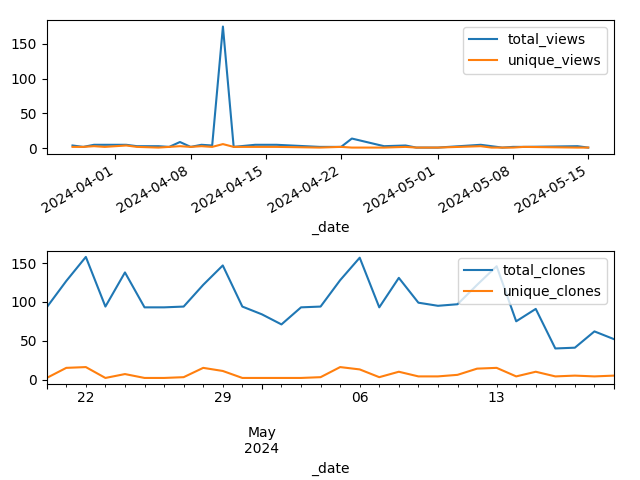 150
100
50
0
total_views
unique_views
2024-04-01
2024-04-08
2024-04-15
2024-04-22
2024-05-01
2024-05-08
2024-05-15
_date
150
100
50
0
total_clones
unique_clones
22
29
06
13
May
2024
_date